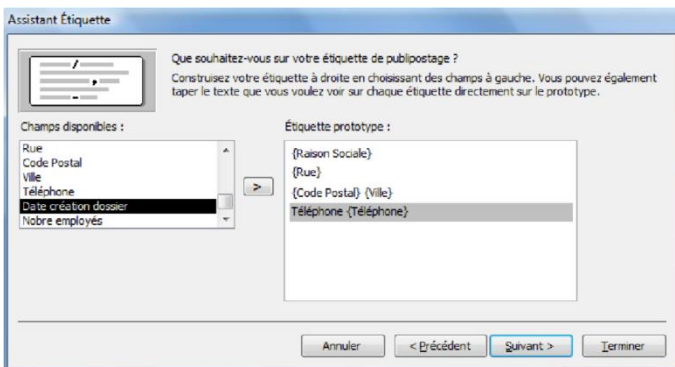 Assistant Étiquette
Que souhaitez-vous sur votre étiquette de publipostage ?
Construisez votre étiquette à droite en choisissant des champs à gauche. Vous pouvez également
taper le texte que vous voulez voir sur chaque étiquette directement sur le prototype.
Champs disponibles :
Rue
Code Postal
Ville
Téléphone
Date création dossier
Nobre employés
>
Étiquette prototype :
{Raison Sociale}
{Rue}
{Code Postal} {Ville}
Téléphone {Téléphone}
Annuler
< Précédent
Suivant >
Terminer